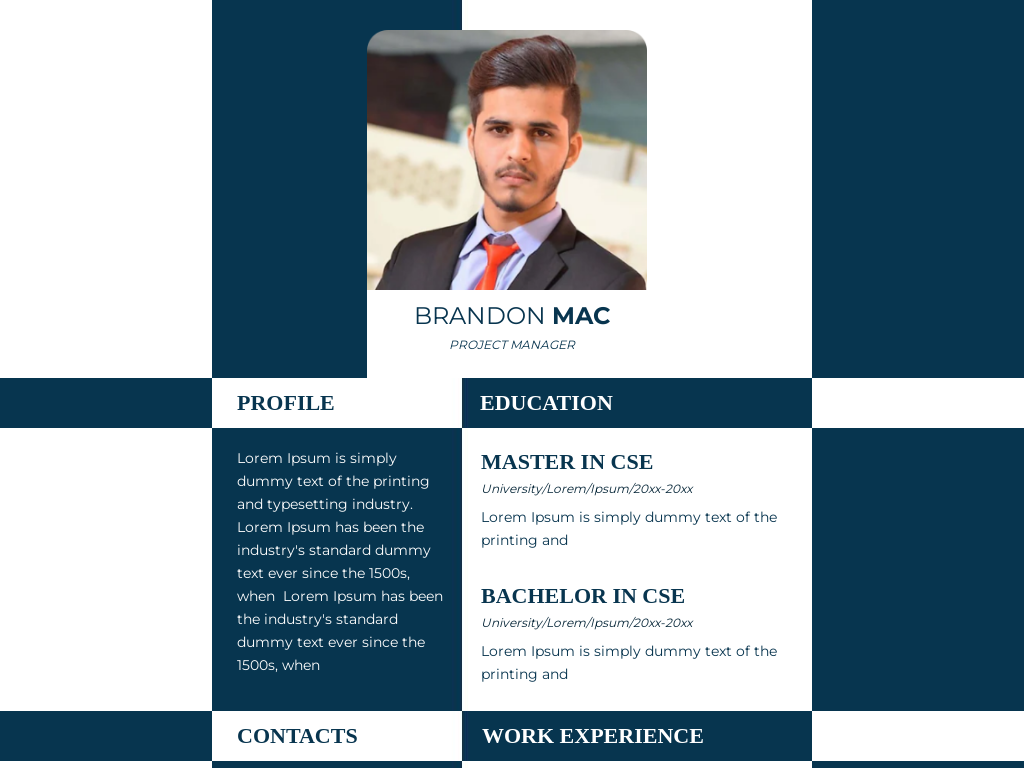 BRANDON MAC
PROJECT MANAGER
PROFILE
Lorem Ipsum is simply
dummy text of the printing
and typesetting industry.
Lorem Ipsum has been the
industry's standard dummy
text ever since the 1500s,
when  Lorem Ipsum has been
the industry's standard
dummy text ever since the
1500s, when
EDUCATION
MASTER IN CSE
University/Lorem/Ipsum/20xx-20xx
Lorem Ipsum is simply dummy text of the
printing and
BACHELOR IN CSE
University/Lorem/Ipsum/20xx-20xx
Lorem Ipsum is simply dummy text of the
printing and
CONTACTS
WORK EXPERIENCE